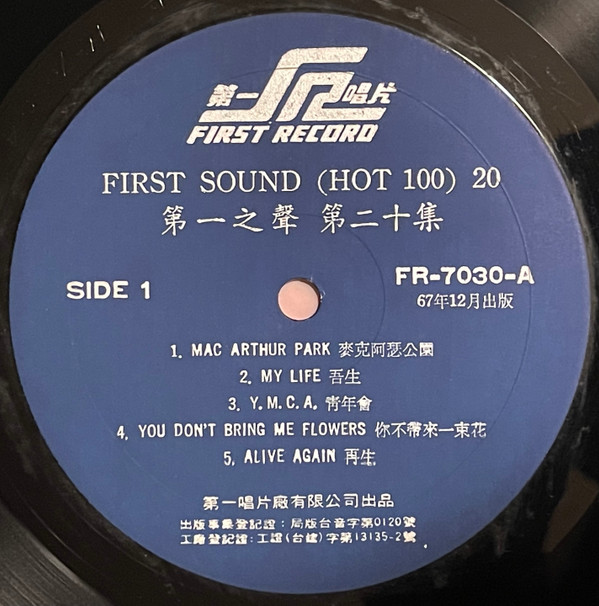 第一 唱片
FIRST RECORD
FIRST SOUND (HOT 100) 20
第一之聲 第二十集
SIDE 1
FR-7030-A
67年12月出版
1. MAC ARTHUR PARK 麥克阿瑟公園
2. MY LIFE 吾生
3. Y.M.C.A. 靑年會
4. YOU DON'T BRING ME FLOWERS 你不帶來一束花
5. ALIVE AGAIN 再生
第一唱片廠有限公司出品
出版事業登記證：局版台音字第0120號
工廠登記證：工證(台縫)字第13135-2號